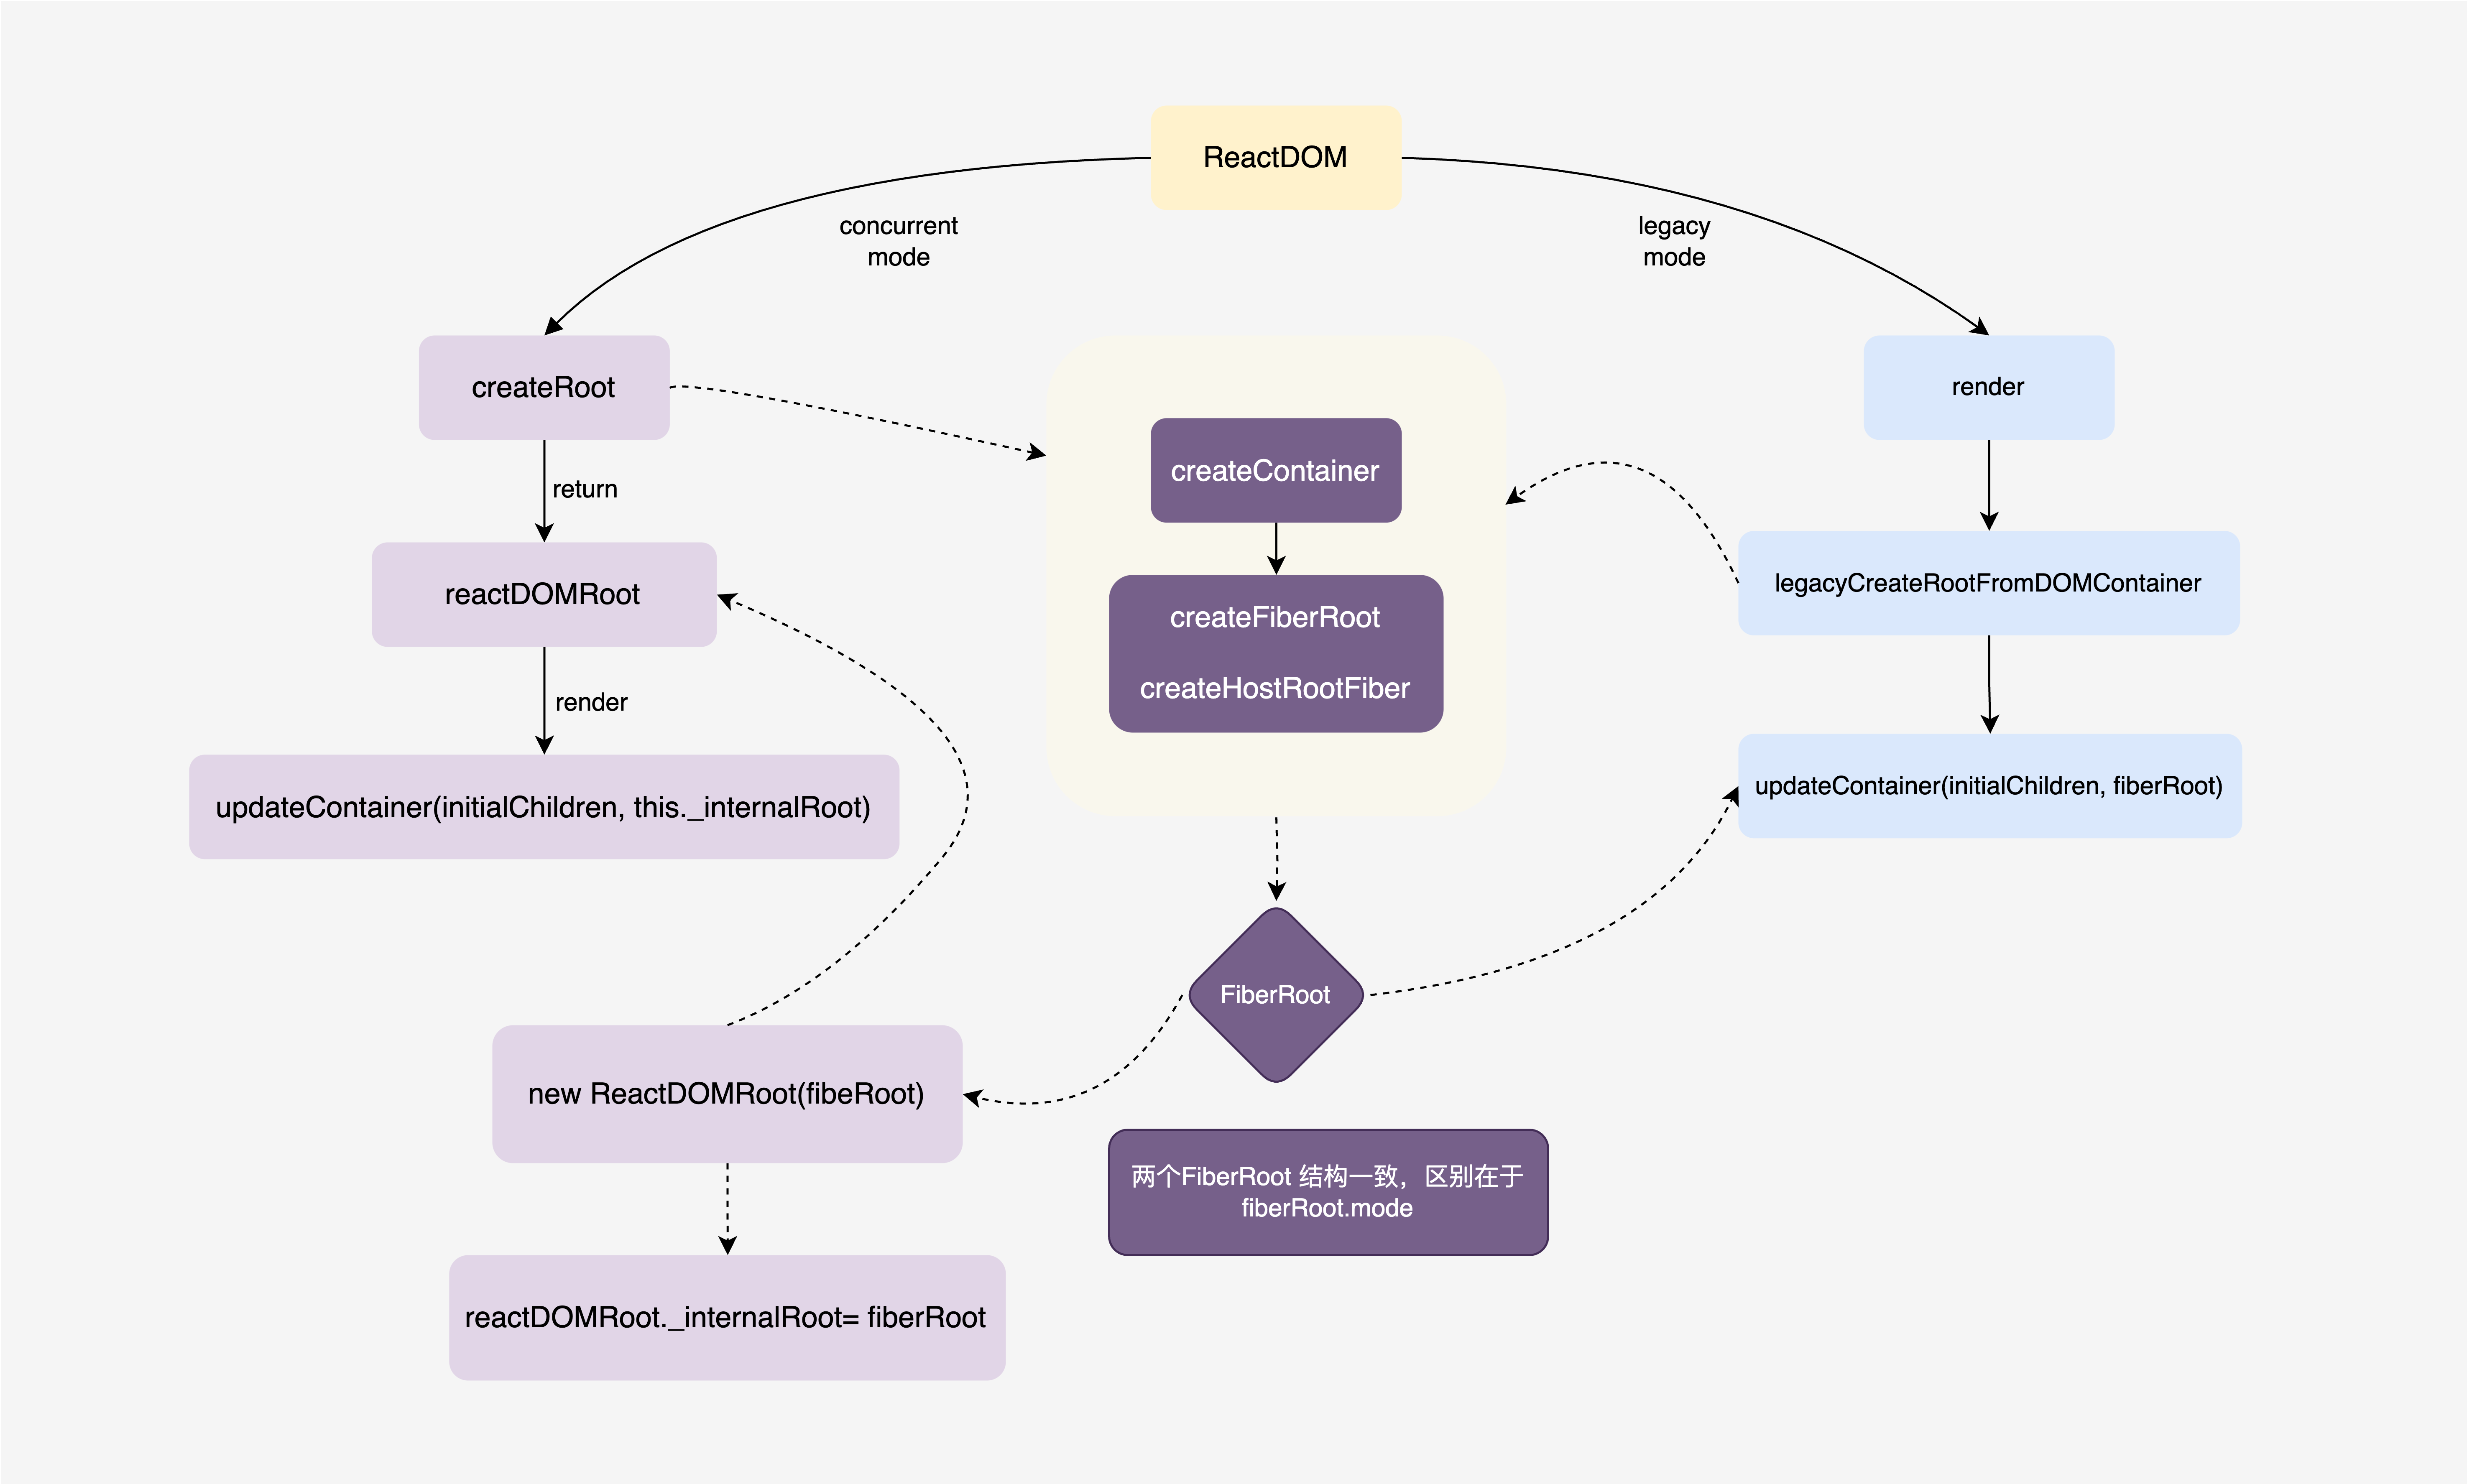 ReactDOM
concurrent
mode
legacy
mode
createRoot
render
createContainer
return
reactDOMRoot
legacyCreateRootFromDOMContainer
createFiberRoot
createHostRootFiber
render
updateContainer(initialChildren, this._internalRoot)
updateContainer(initialChildren, fiberRoot)
FiberRoot
new ReactDOMRoot(fibeRoot)
两个FiberRoot 结构一致，区别在于
fiberRoot.mode
reactDOMRoot._internalRoot= fiberRoot